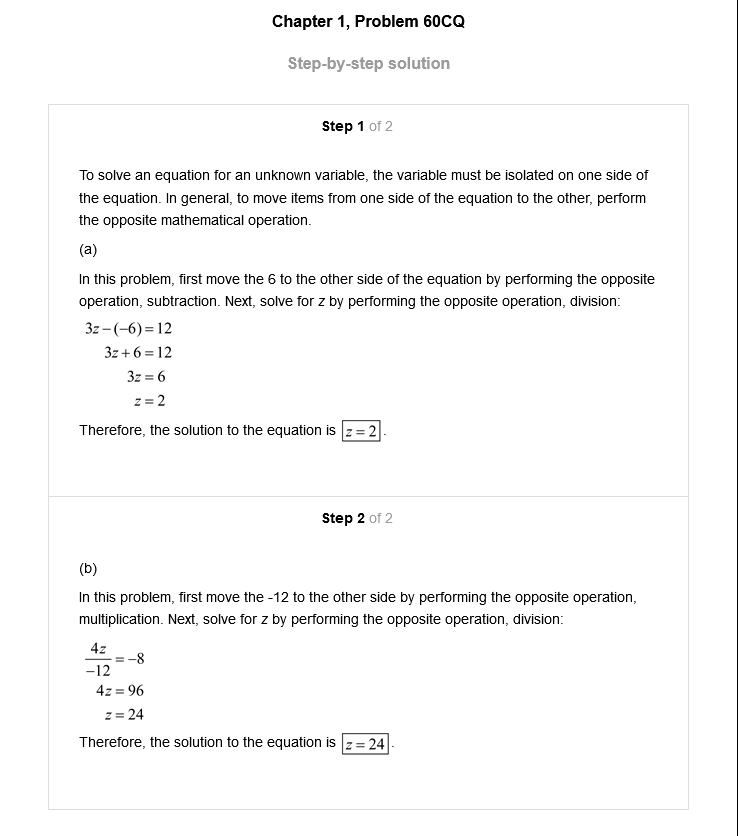 Chapter 1, Problem 60CQ
Step-by-step solution
Step 1 of 2
To solve an equation for an unknown variable, the variable must be isolated on one side of
the equation. In general, to move items from one side of the equation to the other, perform
the opposite mathematical operation.
(a)
In this problem, first move the 6 to the other side of the equation by performing the opposite
operation, subtraction. Next, solve for z by performing the opposite operation, division:
3z–(–6)=12
3z+6=12
3z=6
z=2
Therefore, the solution to the equation is z=2.
Step 2 of 2
(b)
In this problem, first move the -12 to the other side by performing the opposite operation,
multiplication. Next, solve for z by performing the opposite operation, division:
4z
=–8
–12
4z=96
z=24
Therefore, the solution to the equation is z=24.